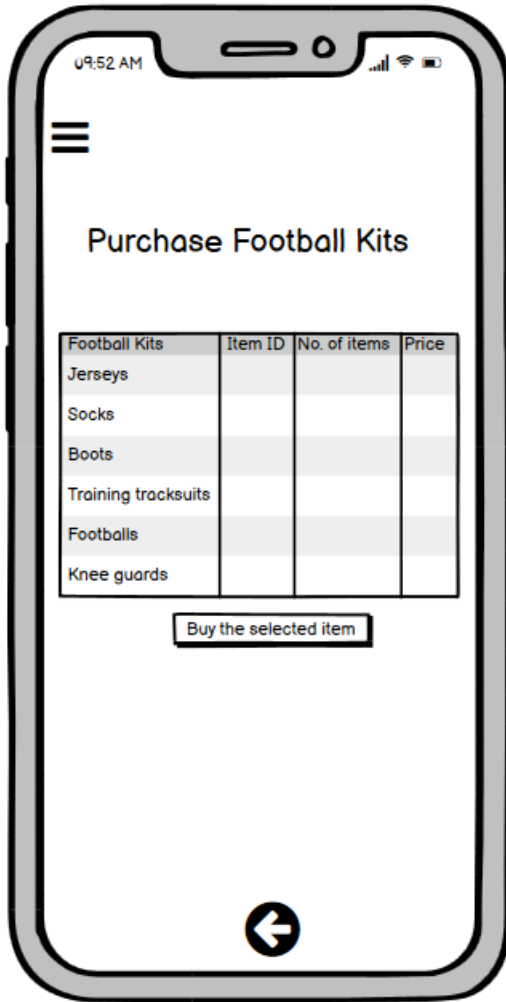 09:52 AM
Purchase Football Kits
Football Kits Item ID No. of items Price
Jerseys
Socks
Boots
Training tracksuits
Footballs
Knee guards
Buy the selected item